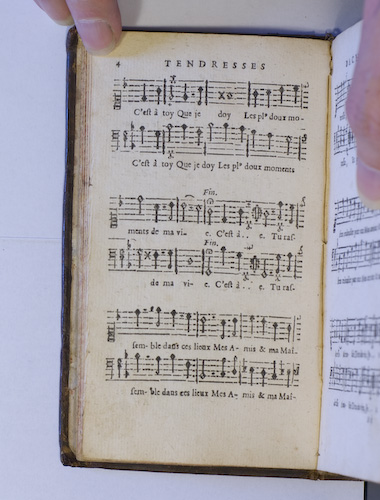 4 TENDRESSES
C'est à toy Que je doy Les pl⁹ doux mo-
C'est à toy Que je doy Les pl⁹ doux moments
Fin.
ments de ma vi- e. C'est à . . e. Tu ras-
Fin.
de ma vi- e. C'est à . . e. Tu ras-
sem- ble dans ces lieux Mes A- mis & ma Maî-
sem- ble dans ces lieux Mes A- mis & ma Maî-